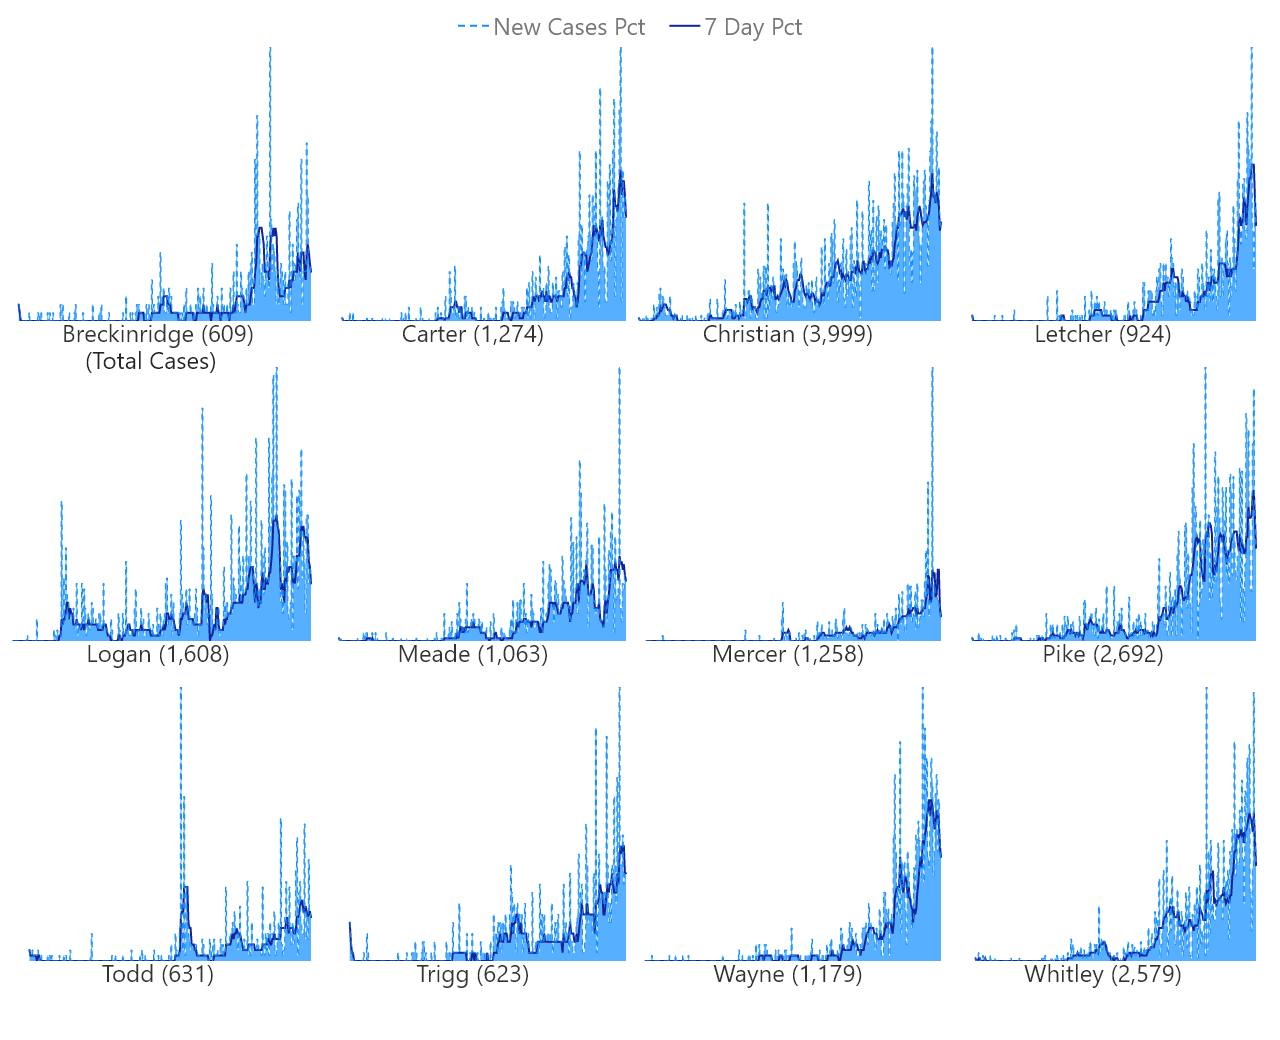 New Cases Pct 7 Day Pct
Breckinridge (609) Carter (1,274) Christian (3,999) Letcher (924)
(Total Cases)
Logan (1,608) Meade (1,063) Mercer (1,258) Pike (2,692)
Todd (631) Trigg (623) Wayne (1,179) Whitley (2,579)